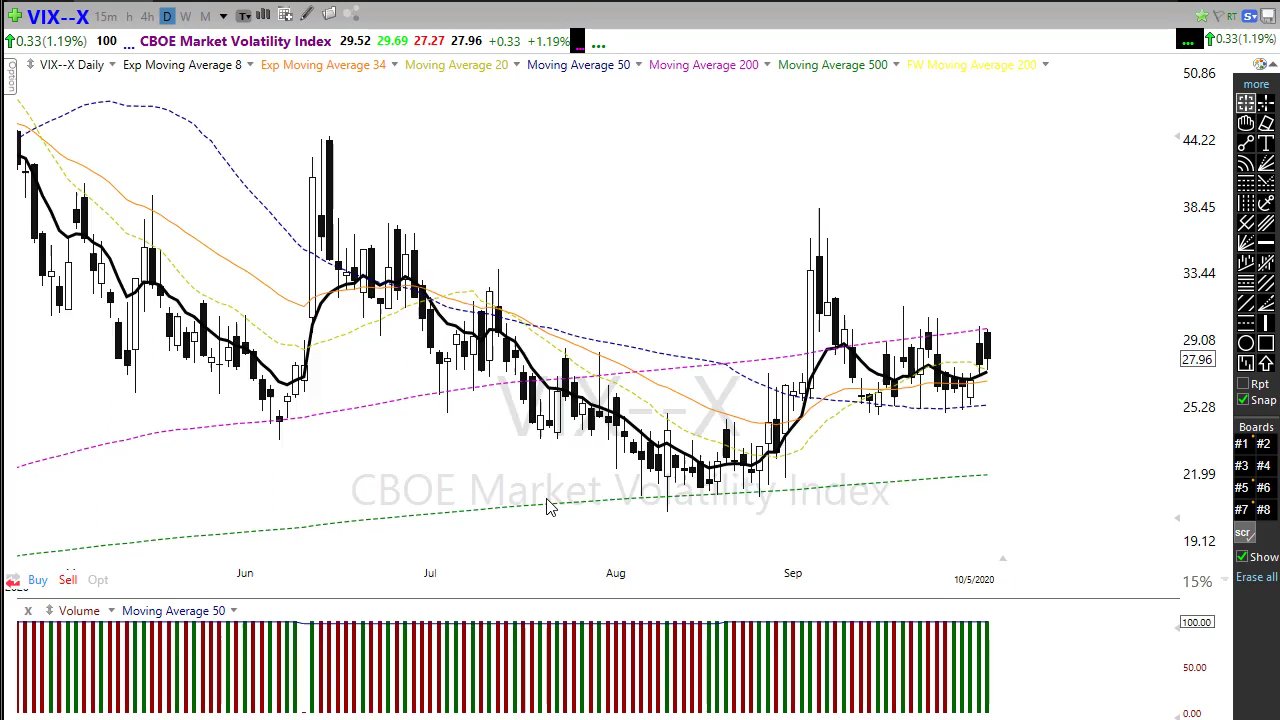 VIX--X 15m h 4h D W M T RT S
0.33(1.19%) 100 ... CBOE Market Volatility Index 29.52 29.69 27.27 27.96 +0.33 +1.19% ... ... 0.33(1.19%)
VIX--X Daily Exp Moving Average 8 Exp Moving Average 34 Moving Average 20 Moving Average 50 Moving Average 200 Moving Average 500 FW Moving Average 200
Option
50.86
44.22
38.45
33.44
29.08
27.96
25.28
21.99
19.12
15%
VIX--X
CBOE Market Volatility Index
Jun Jul Aug Sep 10/5/2020
Buy Sell Opt
X Volume Moving Average 50
100.00
50.00
0.00
more
T
Rpt
Snap
Boards
#1 #2
#3 #4
#5 #6
#7 #8
scr
Show
Erase all